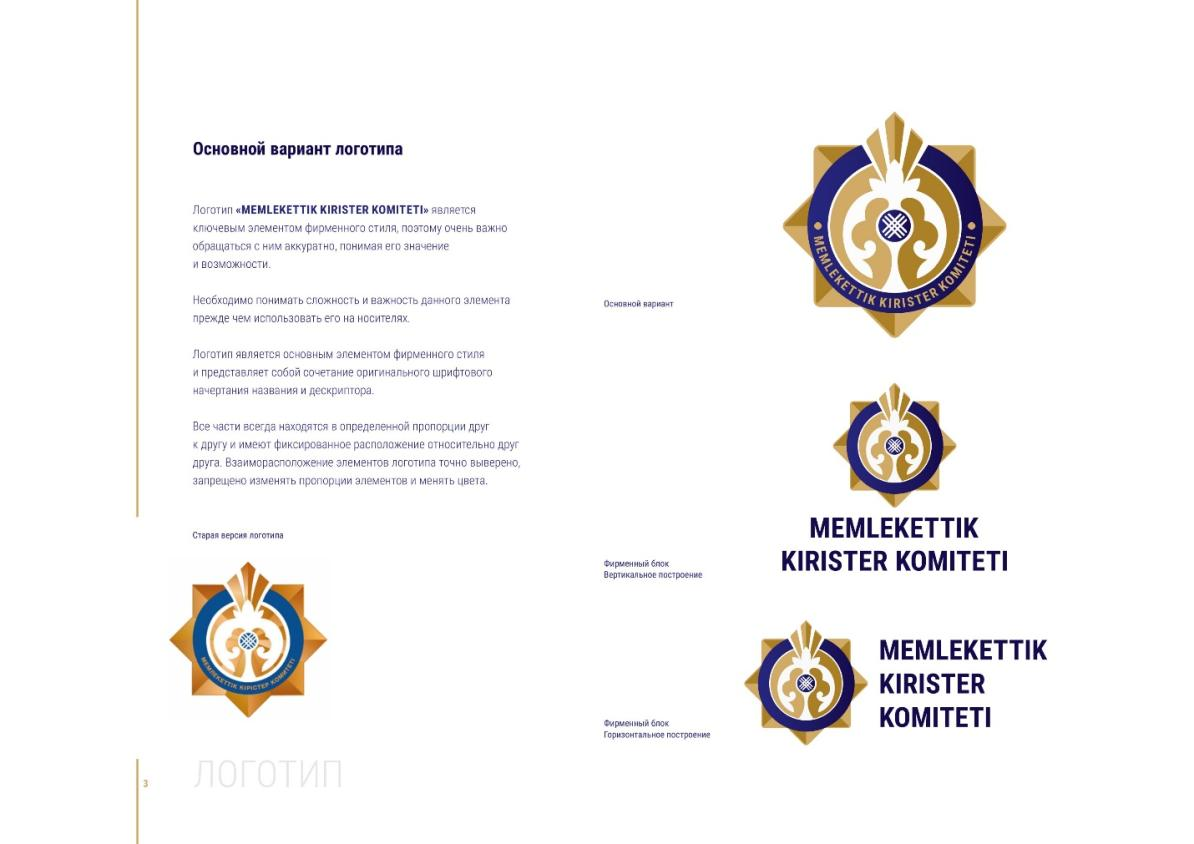 Основной вариант логотипа
Логотип «MEMLEKETTIK KIRISTER KOMITETI» является
ключевым элементом фирменного стиля, поэтому очень важно
обращаться с ним аккуратно, понимая его значение
и возможности.
Необходимо понимать сложность и важность данного элемента
прежде чем использовать его на носителях.
Логотип является основным элементом фирменного стиля
и представляет собой сочетание оригинального шрифтового
начертания названия и дескриптора.
Все части всегда находятся в определенной пропорции друг
к другу и имеют фиксированное расположение относительно друг
друга. Взаиморасположение элементов логотипа точно выверено,
запрещено изменять пропорции элементов и менять цвета.
Старая версия логотипа
МЕМЛЕКЕТТІК КІРІСТЕР КОМИТЕТІ
3
ЛОГОТИП
MEMLEKETTIK KIRISTER KOMITETI
Основной вариант
MEMLEKETTIK
KIRISTER KOMITETI
Фирменный блок
Вертикальное построение
MEMLEKETTIK
KIRISTER
KOMITETI
Фирменный блок
Горизонтальное построение